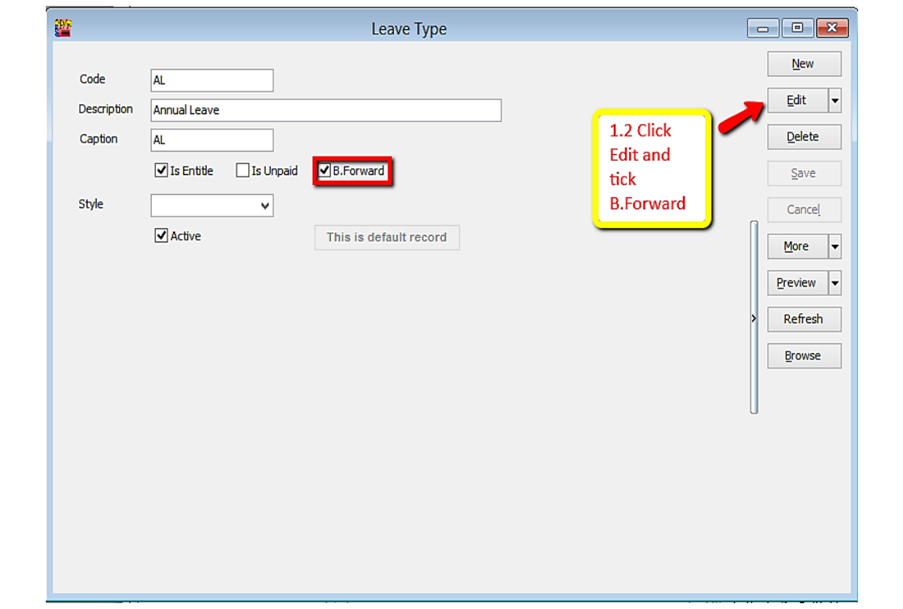 Leave Type
Code AL
Description Annual Leave
Caption AL
Is Entitle Is Unpaid B.Forward
Style
Active This is default record
1.2 Click
Edit and
tick
B.Forward
New
Edit
Delete
Save
Cancel
More
Preview
Refresh
Browse